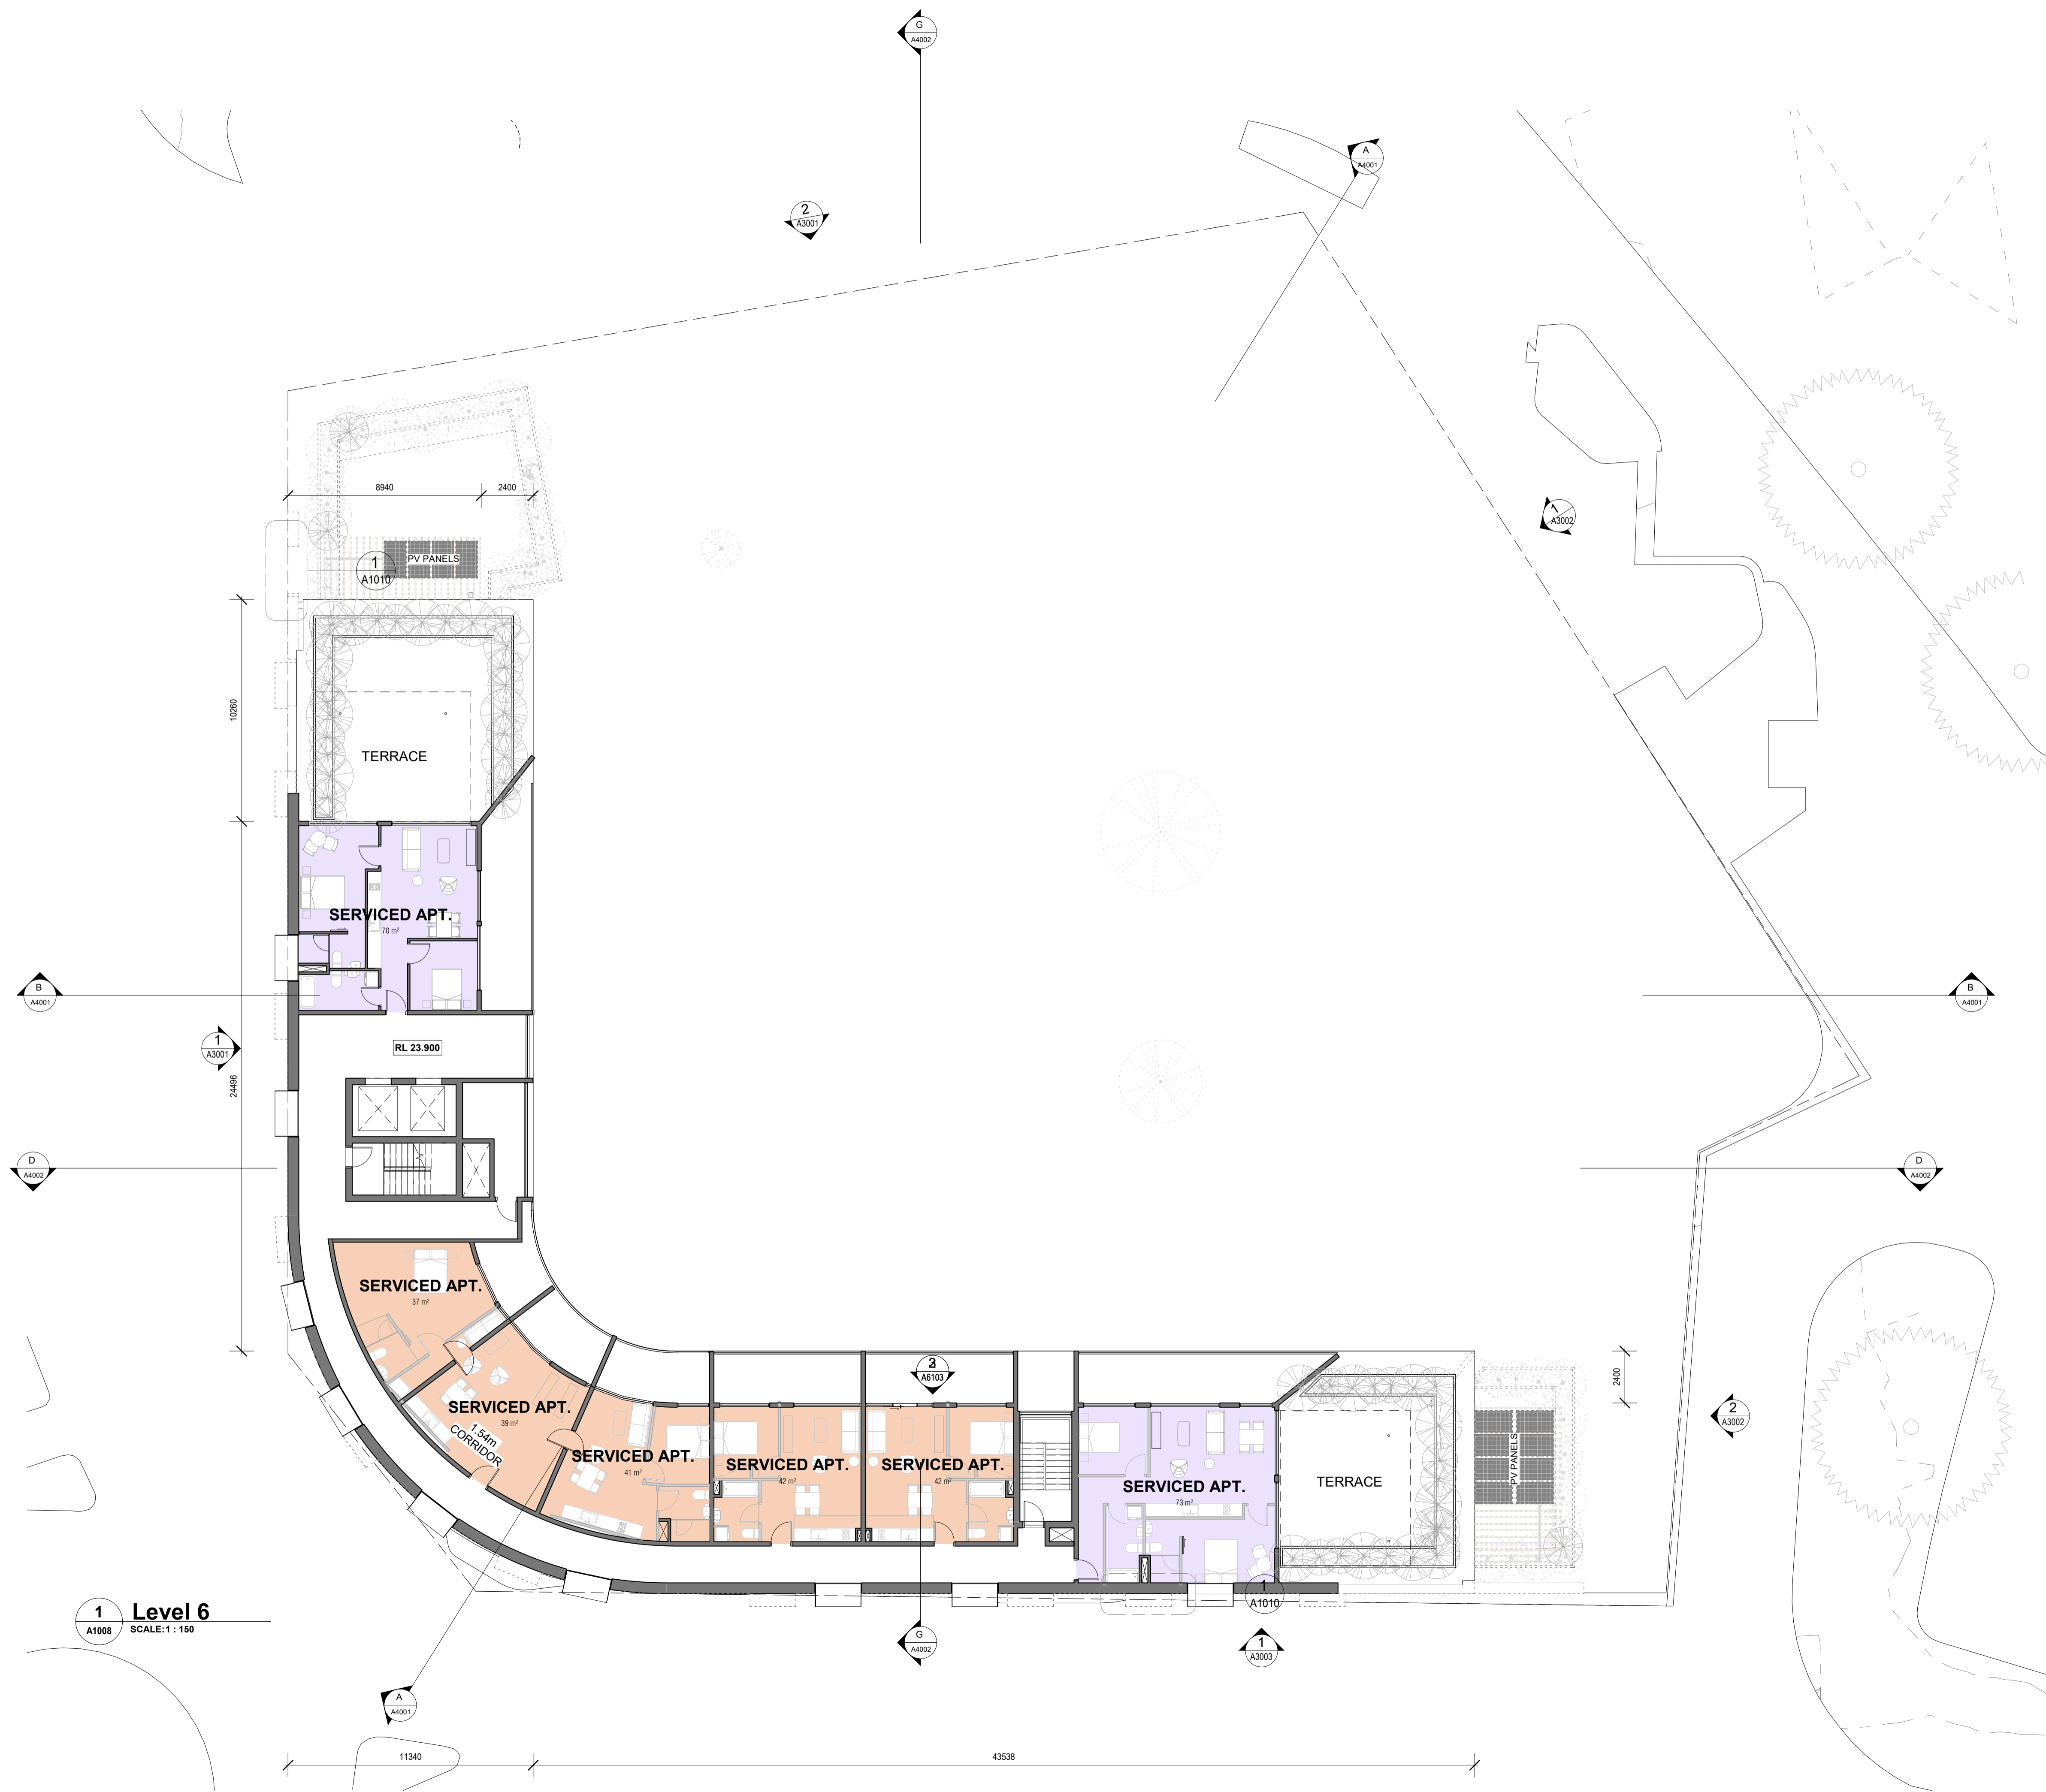 G
A4002
A
A4001
2
A3001
1
A3002
8940
2400
1
A1010
PV PANELS
10260
TERRACE
SERVICED APT.
70 m²
B
A4001
B
A4001
1
A3001
RL 23.900
24496
D
A4002
D
A4002
SERVICED APT.
37 m²
SERVICED APT.
39 m²
1.54m
CORRIDOR
SERVICED APT.
41 m²
SERVICED APT.
42 m²
A6103
SERVICED APT.
42 m²
SERVICED APT.
73 m²
TERRACE
PV PANELS
2400
2
A3002
1
A1010
1
A1008
Level 6
SCALE: 1 : 150
G
A4002
1
A3003
A
A4001
11340
43538